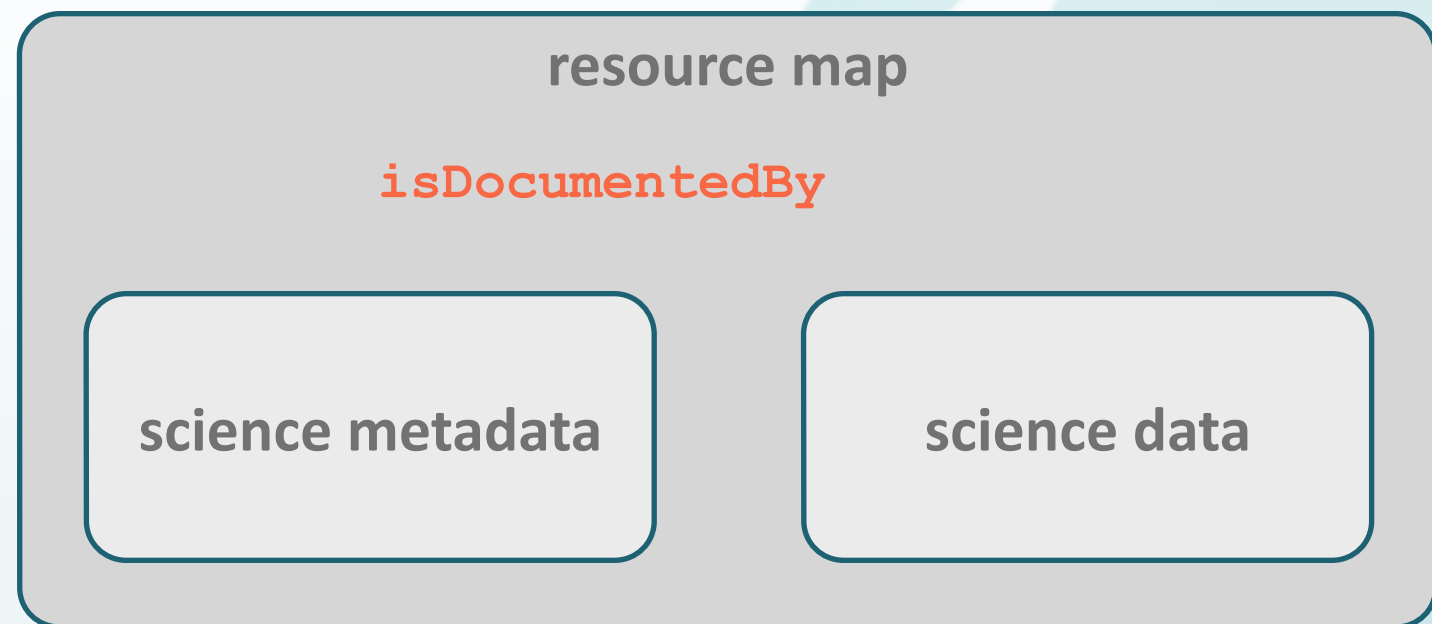 resource map
isDocumentedBy
science metadata
science data